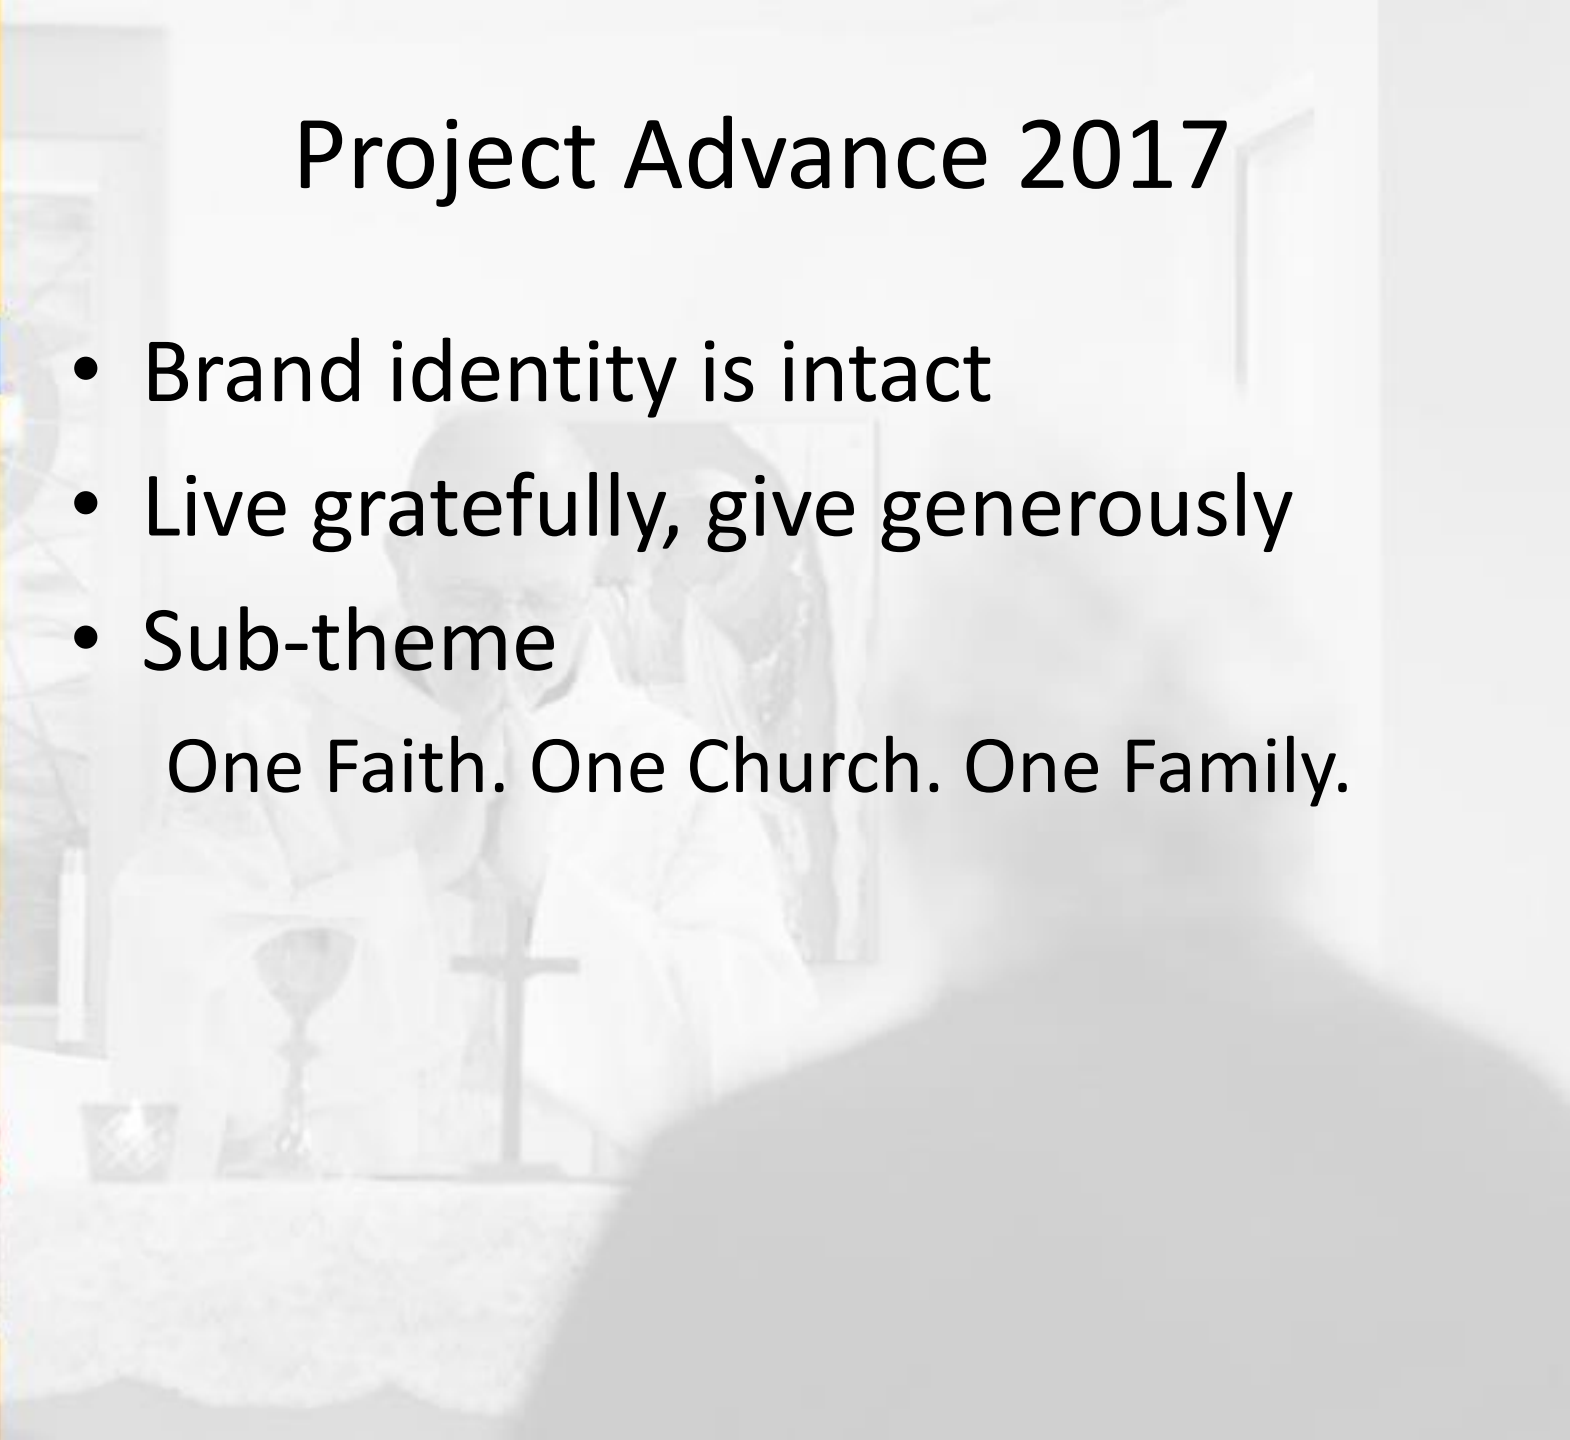 Project Advance 2017
• Brand identity is intact
• Live gratefully, give generously
• Sub-theme
One Faith. One Church. One Family.